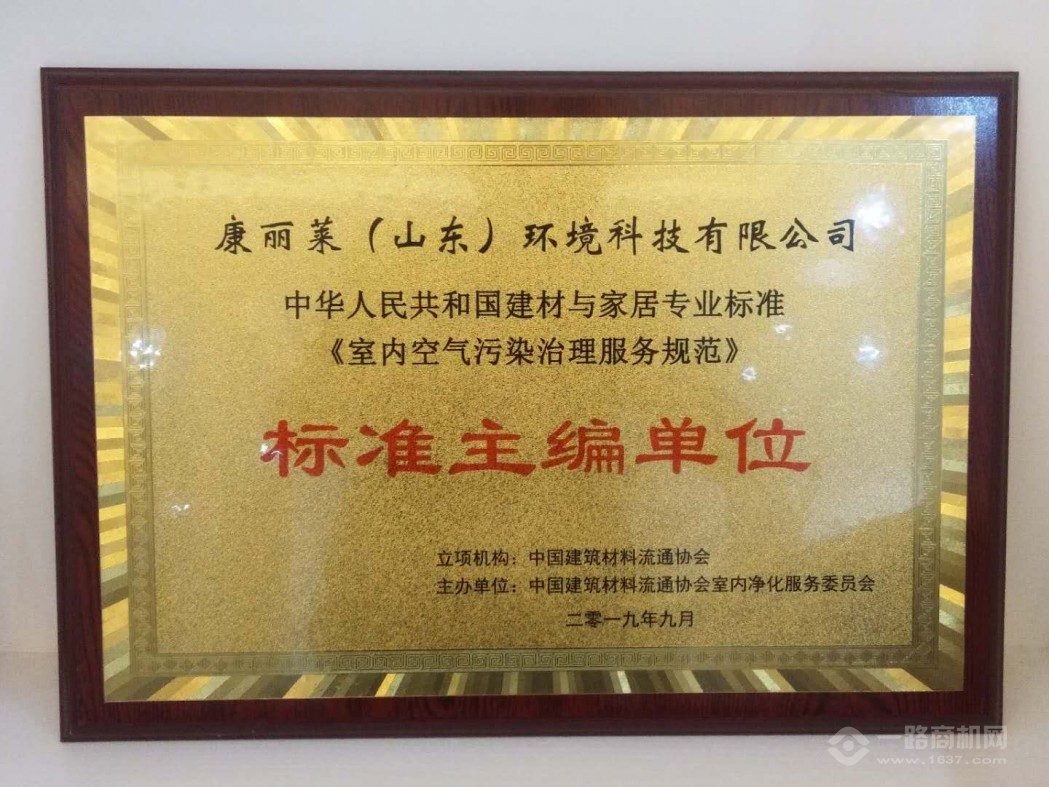 康丽莱（山东）环境科技有限公司
中华人民共和国建材与家居专业标准
《室内空气污染治理服务规范》
标准主编单位
立项机构：中国建筑材料流通协会
主办单位：中国建筑材料流通协会室内净化服务委员会
二零一九年九月
一路商机网
www.1637.com